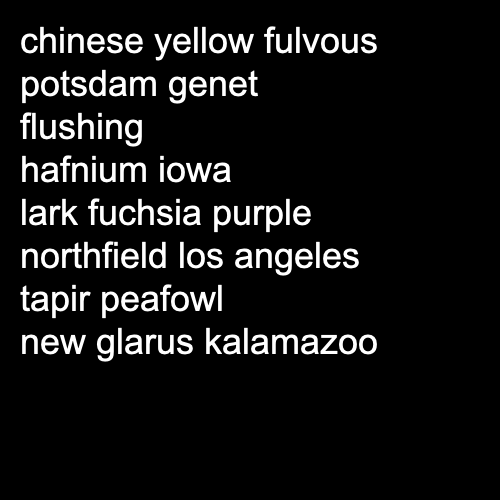 chinese yellow fulvous
potsdam genet
flushing
hafnium iowa
lark fuchsia purple
northfield los angeles
tapir peafowl
new glarus kalamazoo